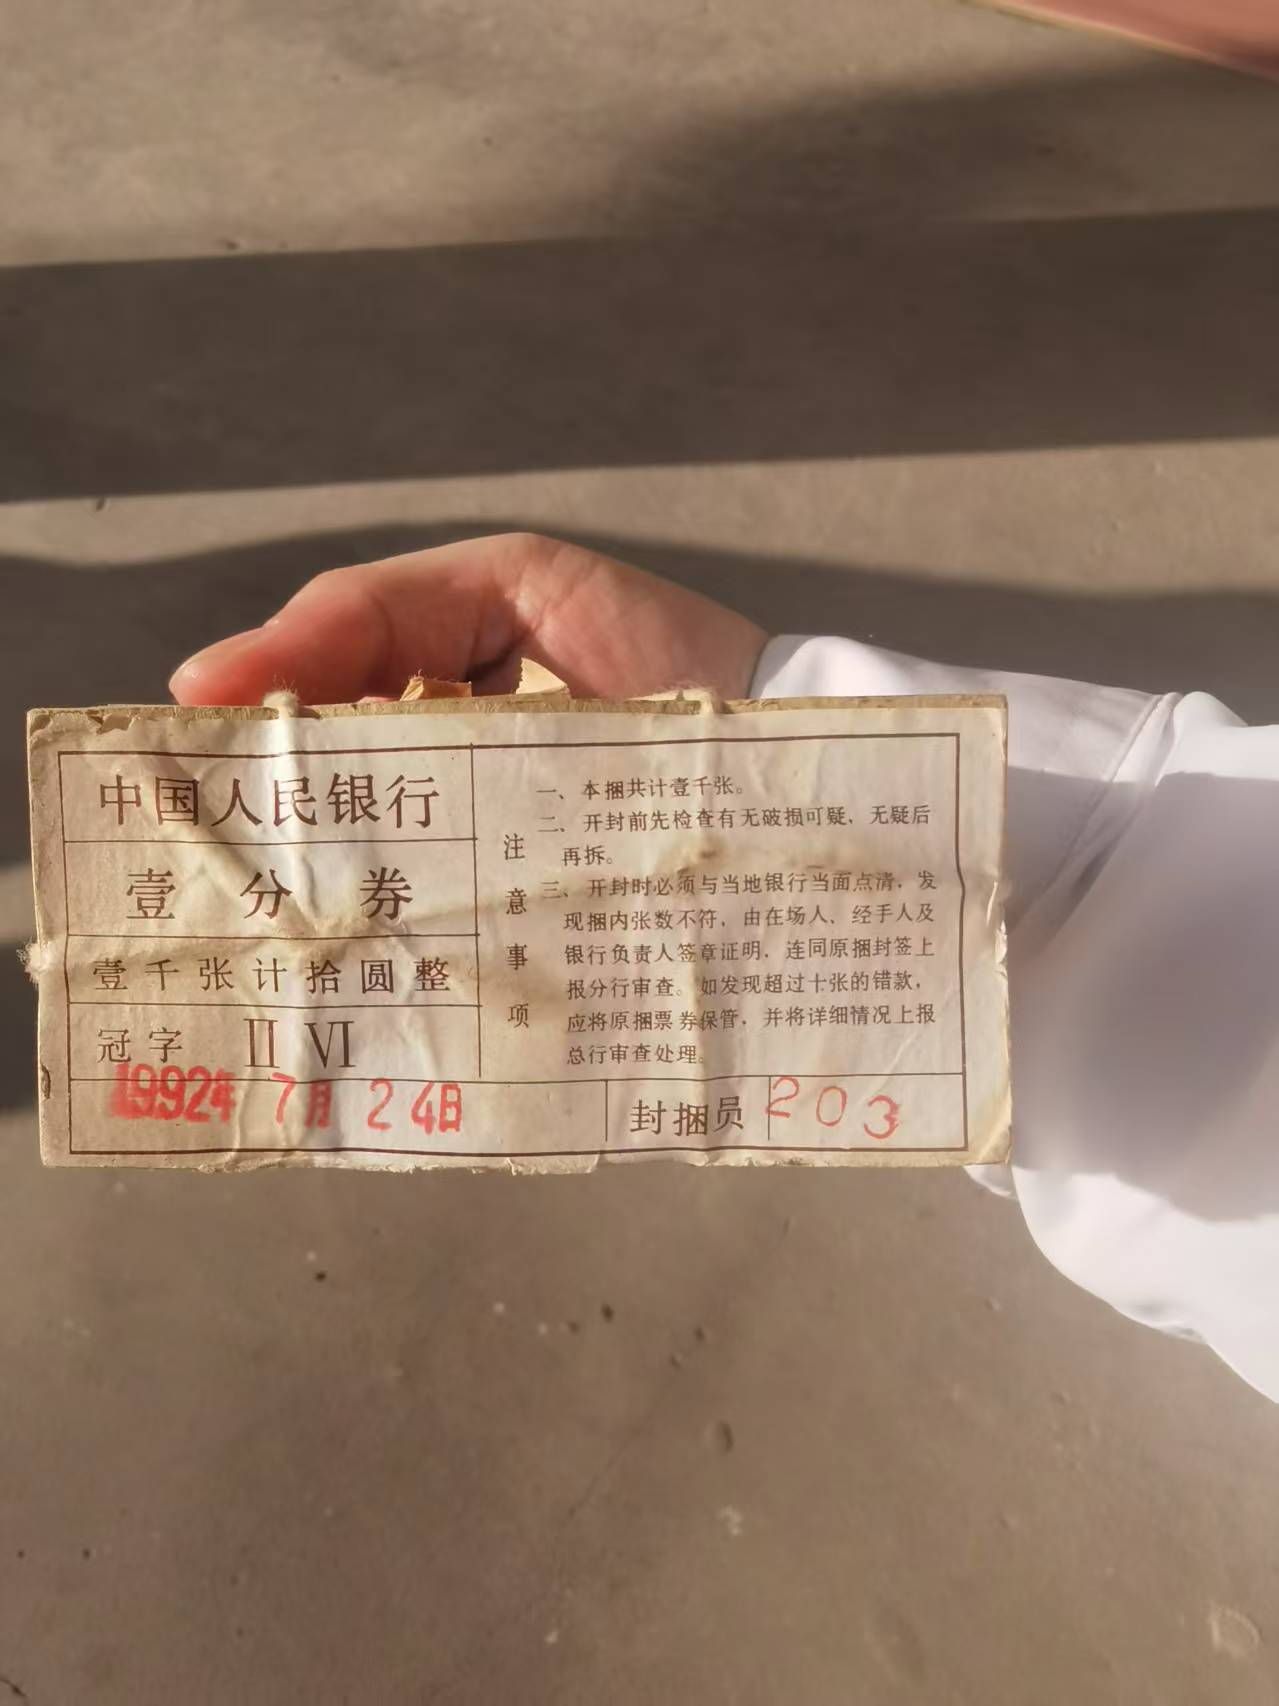 中国人民银行
壹分券
壹千张计拾圆整
冠字 ⅡⅥ
1992年7月24日
注意事项
一、本捆共计壹千张。
二、开封前先检查有无破损可疑、无疑后
再拆。
三、开封时必须与当地银行当面点清，发
现捆内张数不符，由在场人、经手人及
银行负责人签章证明，连同原捆封签上
报分行审查。如发现超过十张的错款，
应将原捆票券保管，并将详细情况上报
总行审查处理。
封捆员 203